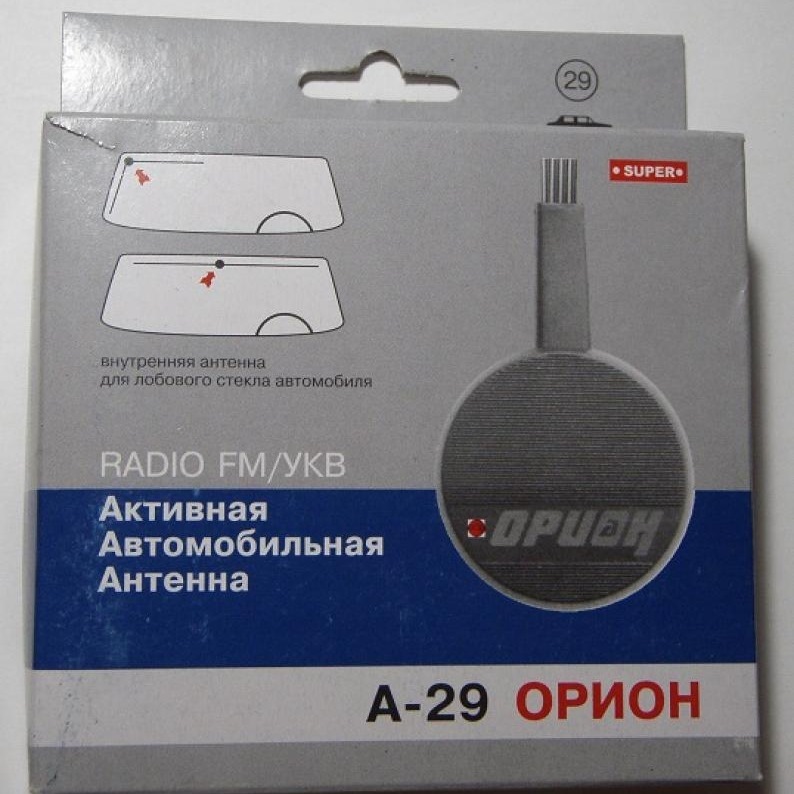 29
• SUPER •
внутренняя антенна
для лобового стекла автомобиля
RADIO FM/УКВ
Активная
Автомобильная
Антенна
ОРИОН
А-29 ОРИОН